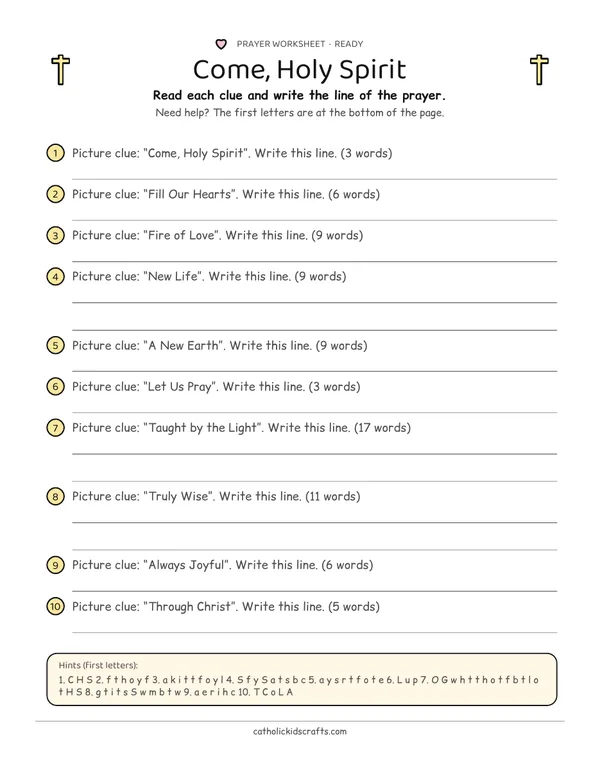 PRAYER WORKSHEET · READY
Come, Holy Spirit
Read each clue and write the line of the prayer.
Need help? The first letters are at the bottom of the page.
1 Picture clue: “Come, Holy Spirit”. Write this line. (3 words)
2 Picture clue: “Fill Our Hearts”. Write this line. (6 words)
3 Picture clue: “Fire of Love”. Write this line. (9 words)
4 Picture clue: “New Life”. Write this line. (9 words)
5 Picture clue: “A New Earth”. Write this line. (9 words)
6 Picture clue: “Let Us Pray”. Write this line. (3 words)
7 Picture clue: “Taught by the Light”. Write this line. (17 words)
8 Picture clue: “Truly Wise”. Write this line. (11 words)
9 Picture clue: “Always Joyful”. Write this line. (6 words)
10 Picture clue: “Through Christ”. Write this line. (5 words)
Hints (first letters):
1. C H S 2. f t h o y f 3. a k i t t f o y l 4. S f y S a t s b c 5. a y s r t f o t e 6. L u p 7. O G w h t t h o t f b t l o
t H S 8. g t i t s S w m b t w 9. a e r i h c 10. T C o L A
catholickidscrafts.com